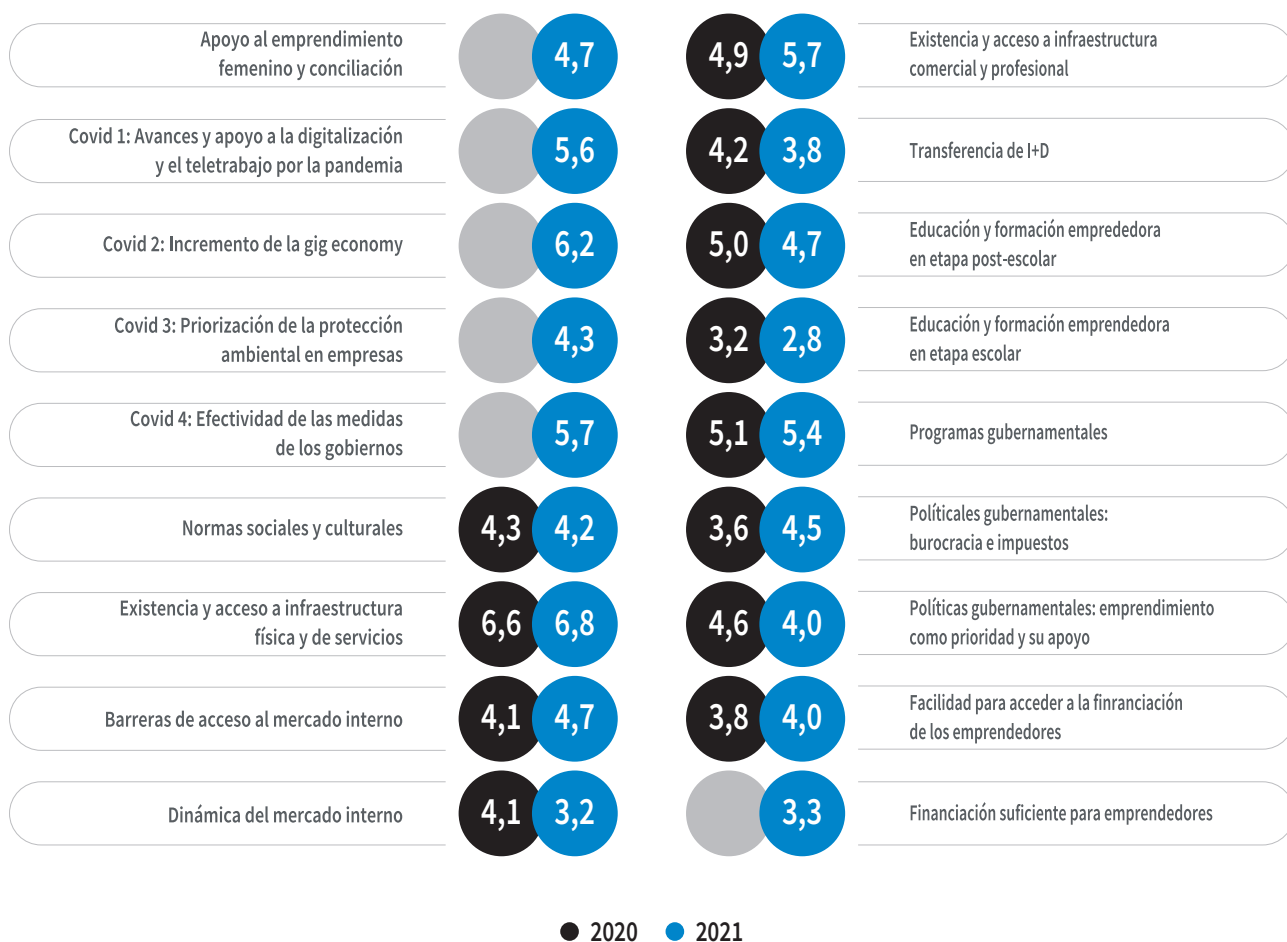 Apoyo al emprendimiento
femenino y conciliación
4,7
Covid 1: Avances y apoyo a la digitalización
y el teletrabajo por la pandemia
5,6
Covid 2: Incremento de la gig economy
6,2
Covid 3: Priorización de la protección
ambiental en empresas
4,3
Covid 4: Efectividad de las medidas
de los gobiernos
5,7
Normas sociales y culturales
4,3 4,2
Existencia y acceso a infraestructura
física y de servicios
6,6 6,8
Barreras de acceso al mercado interno
4,1 4,7
Dinámica del mercado interno
4,1 3,2
4,9 5,7
Existencia y acceso a infraestructura
comercial y profesional
4,2 3,8
Transferencia de I+D
5,0 4,7
Educación y formación emprededora
en etapa post-escolar
3,2 2,8
Educación y formación emprendedora
en etapa escolar
5,1 5,4
Programas gubernamentales
3,6 4,5
Políticales gubernamentales:
burocracia e impuestos
4,6 4,0
Políticas gubernamentales: emprendimiento
como prioridad y su apoyo
3,8 4,0
Facilidad para acceder a la finranciación
de los emprendedores
3,3
Financiación suficiente para emprendedores
2020 2021